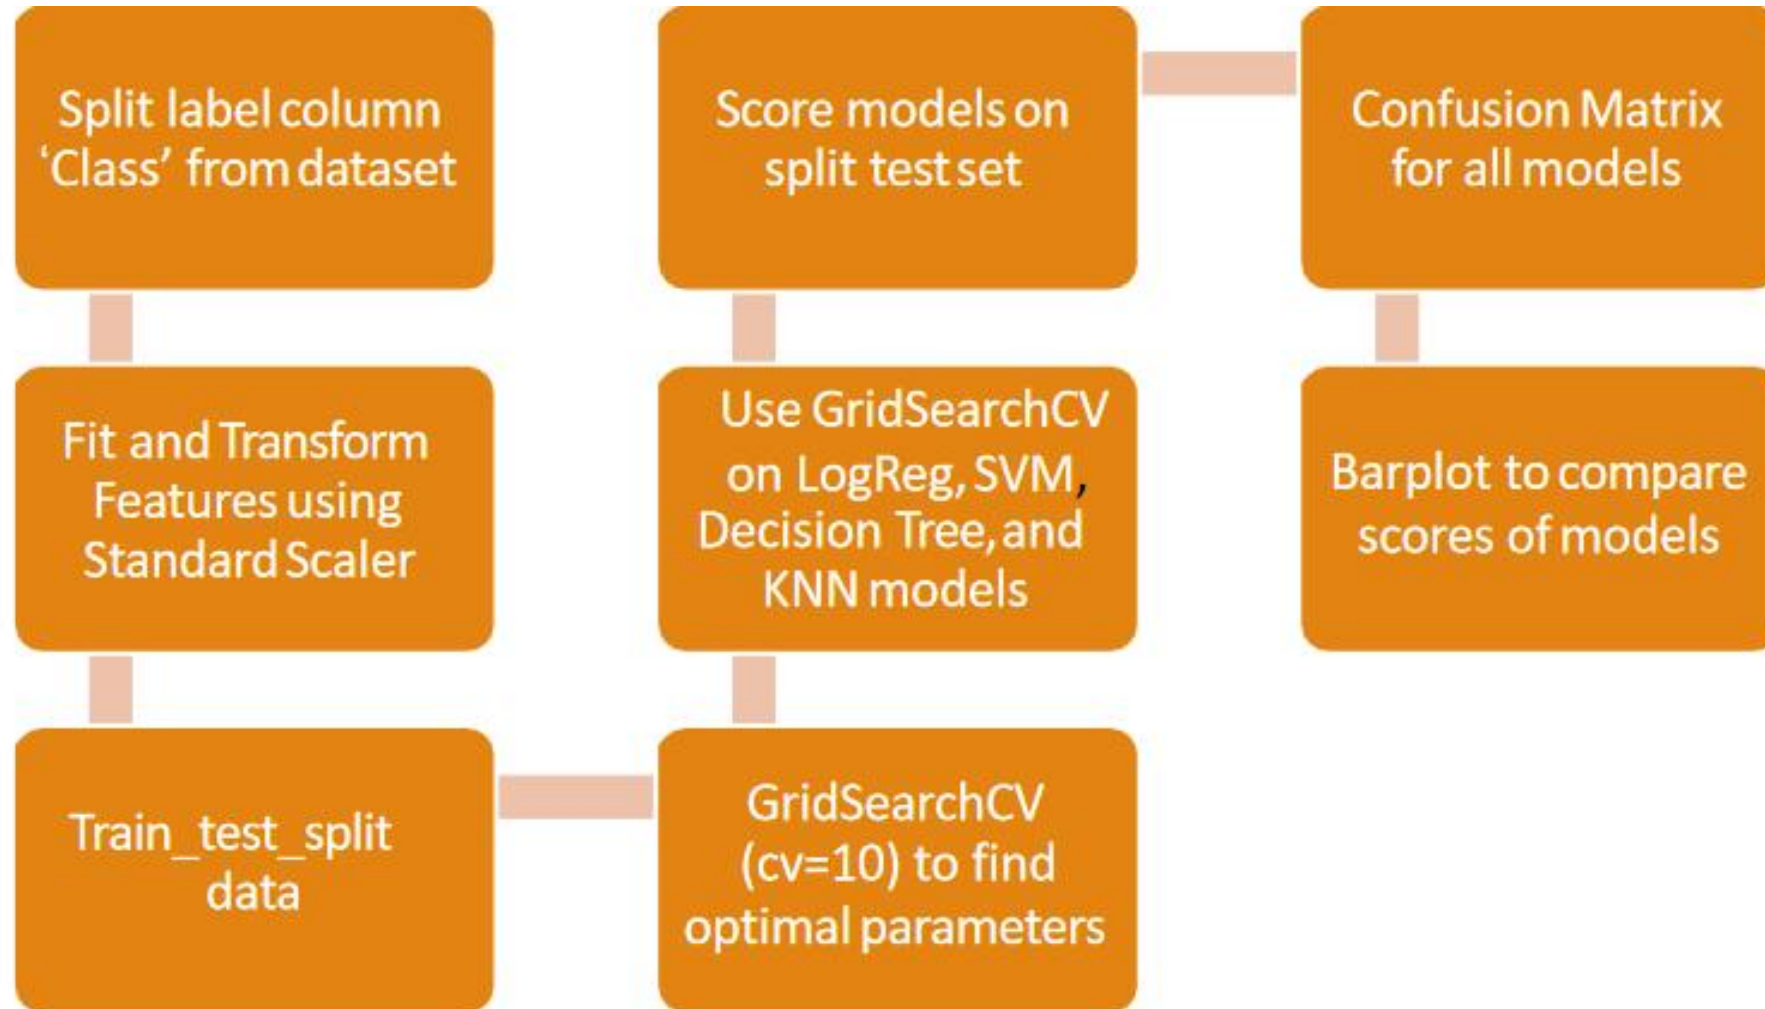 Split label column
‘Class’ from dataset
Fit and Transform
Features using
Standard Scaler
Train_test_split
data
GridSearchCV
(cv=10) to find
optimal parameters
Use GridSearchCV
on LogReg, SVM,
Decision Tree, and
KNN models
Score models on
split test set
Confusion Matrix
for all models
Barplot to compare
scores of models